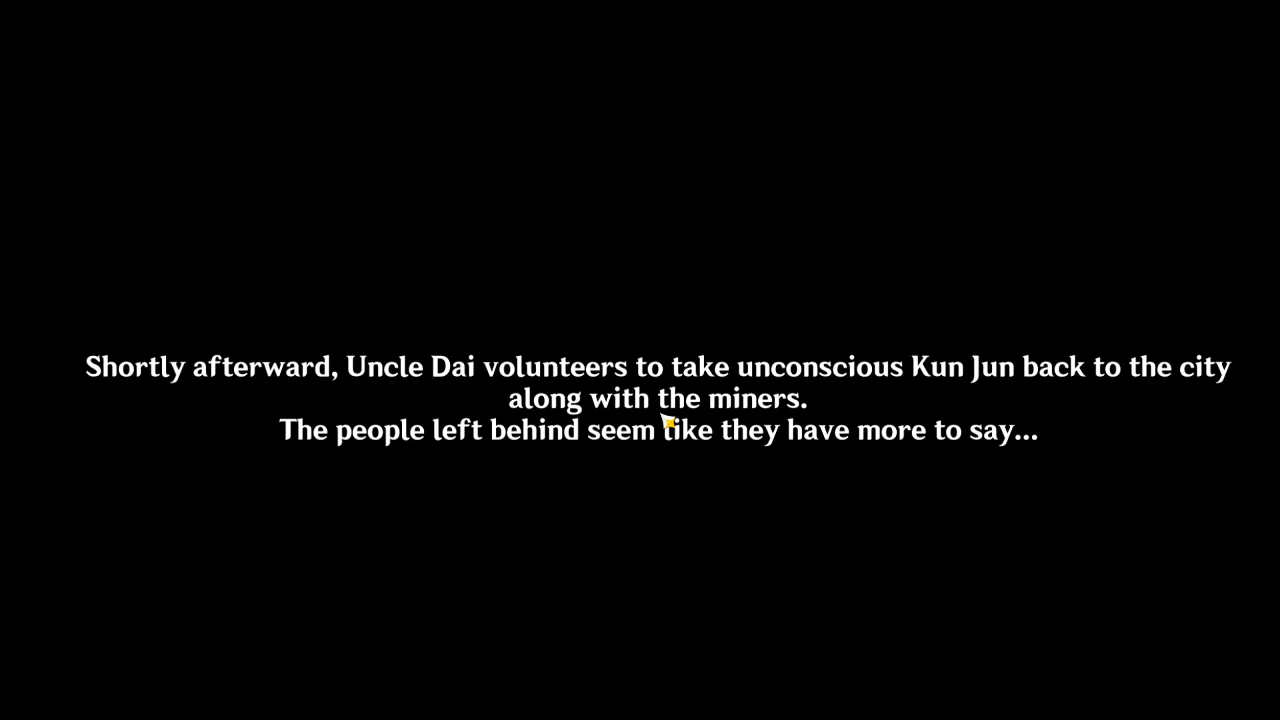 Shortly afterward, Uncle Dai volunteers to take unconscious Kun Jun back to the city
along with the miners.
The people left behind seem like they have more to say...